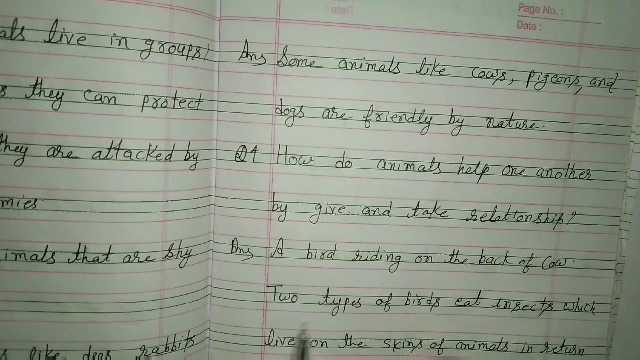 als live in groups?
s they can protect
they are attacked by
mies
imals that are shy
like deer rabbits
Page No.:
Date:
Ans Some animals like cows, pigeons, and
dogs are friendly by nature.
Q4 How do animals help one another
by give and take relationship?
Ans A bird riding on the back of Cow.
Two types of birds eat insects which
live on the skins of animals in return